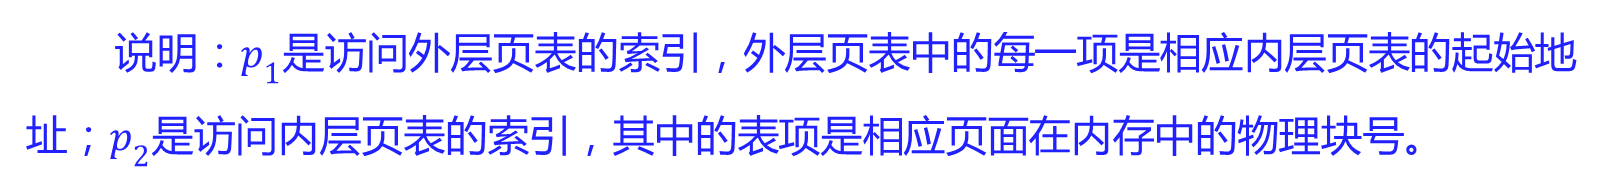 说明：p₁是访问外层页表的索引，外层页表中的每一项是相应内层页表的起始地
址；p₂是访问内层页表的索引，其中的表项是相应页面在内存中的物理块号。